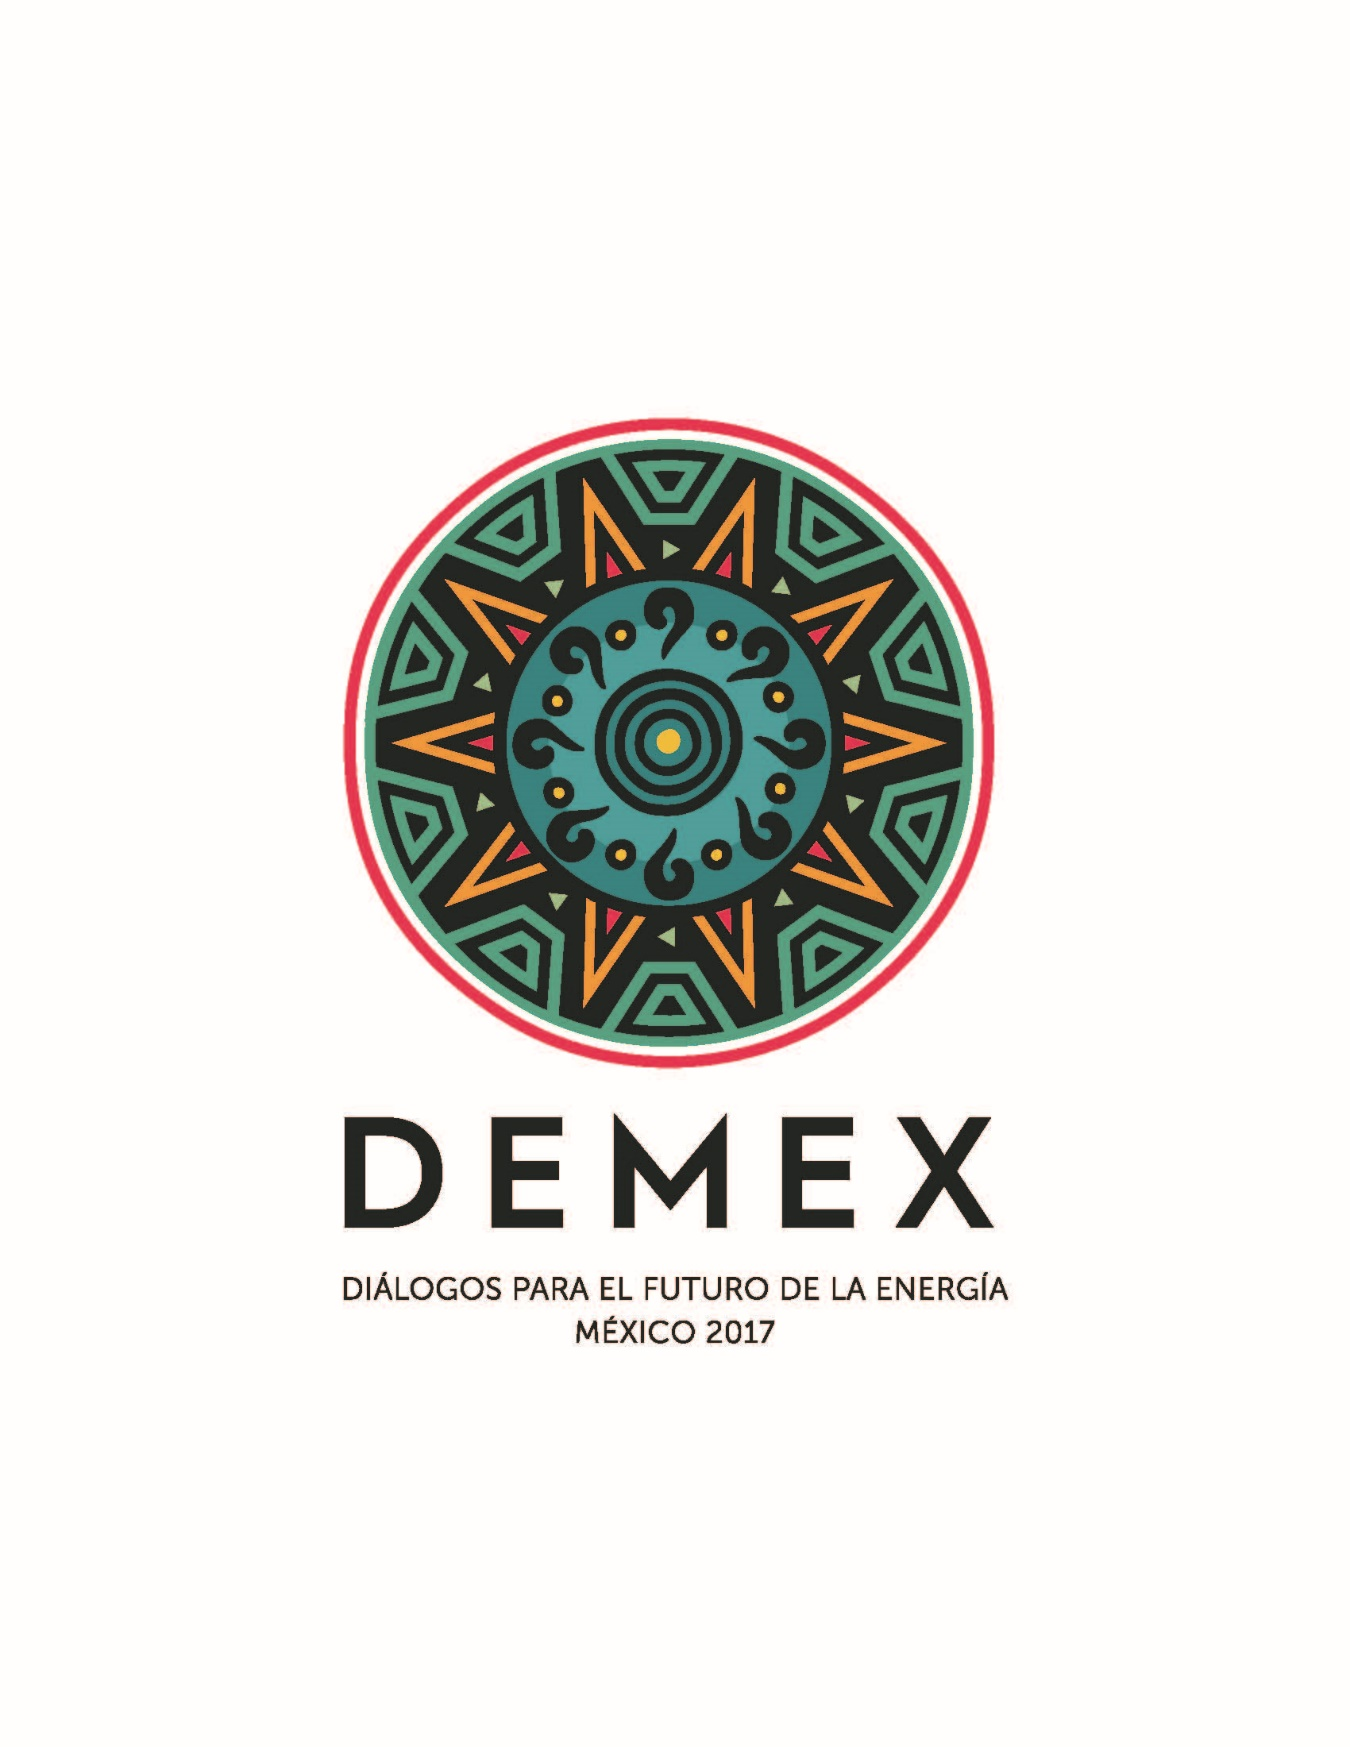 DEMEX
DIÁLOGOS PARA EL FUTURO DE LA ENERGÍA
MÉXICO 2017